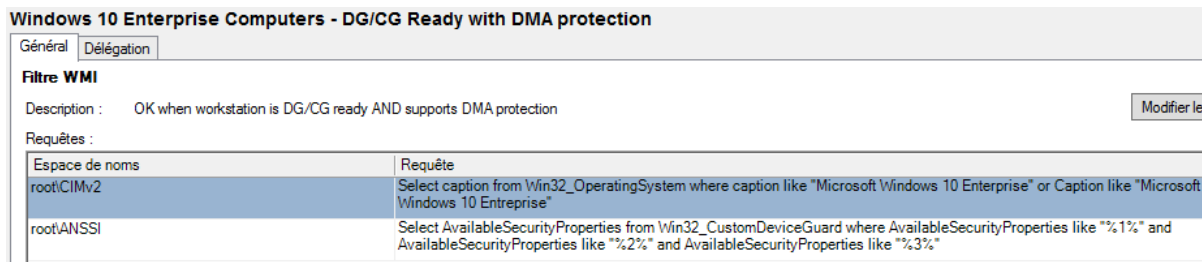 Windows 10 Enterprise Computers - DG/CG Ready with DMA protection
Général Délégation
Filtre WMI
Description : OK when workstation is DG/CG ready AND supports DMA protection Modifier le
Requêtes :
Espace de noms Requête
root\CIMv2 Select caption from Win32_OperatingSystem where caption like "Microsoft Windows 10 Enterprise" or Caption like "Microsoft
Windows 10 Entreprise"
root\ANSSI Select AvailableSecurityProperties from Win32_CustomDeviceGuard where AvailableSecurityProperties like "%1%" and
AvailableSecurityProperties like "%2%" and AvailableSecurityProperties like "%3%"